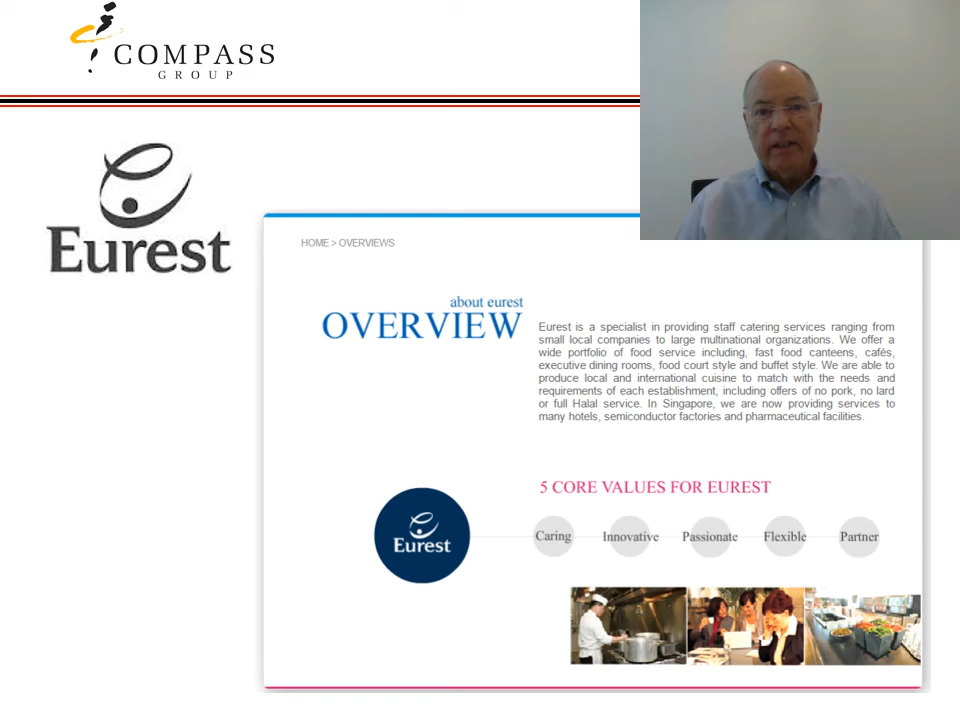 COMPASS
GROUP
Eurest
HOME > OVERVIEWS
about eurest
OVERVIEW
Eurest is a specialist in providing staff catering services ranging from
small local companies to large multinational organizations. We offer a
wide portfolio of food service including, fast food canteens, cafés,
executive dining rooms, food court style and buffet style. We are able to
produce local and international cuisine to match with the needs and
requirements of each establishment, including offers of no pork, no lard
or full Halal service. In Singapore, we are now providing services to
many hotels, semiconductor factories and pharmaceutical facilities.
5 CORE VALUES FOR EUREST
Eurest
Caring Innovative Passionate Flexible Partner